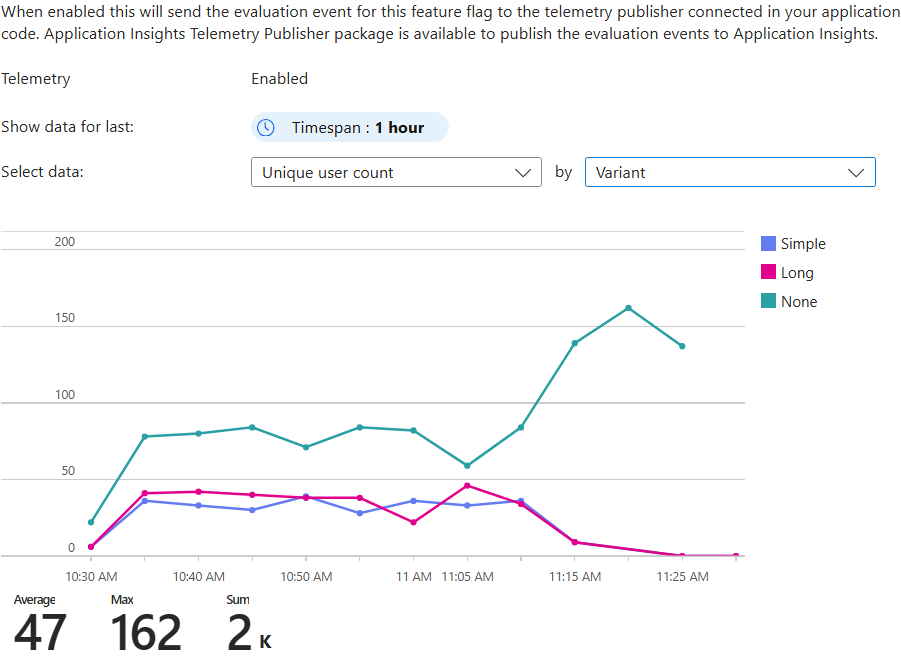 When enabled this will send the evaluation event for this feature flag to the telemetry publisher connected in your application
code. Application Insights Telemetry Publisher package is available to publish the evaluation events to Application Insights.
Telemetry Enabled
Show data for last: Timespan : 1 hour
Select data: Unique user count by Variant
200
150
100
50
0
Simple
Long
None
10:30 AM 10:40 AM 10:50 AM 11 AM 11:05 AM 11:15 AM 11:25 AM
Average Max Sum
47 162 2 K